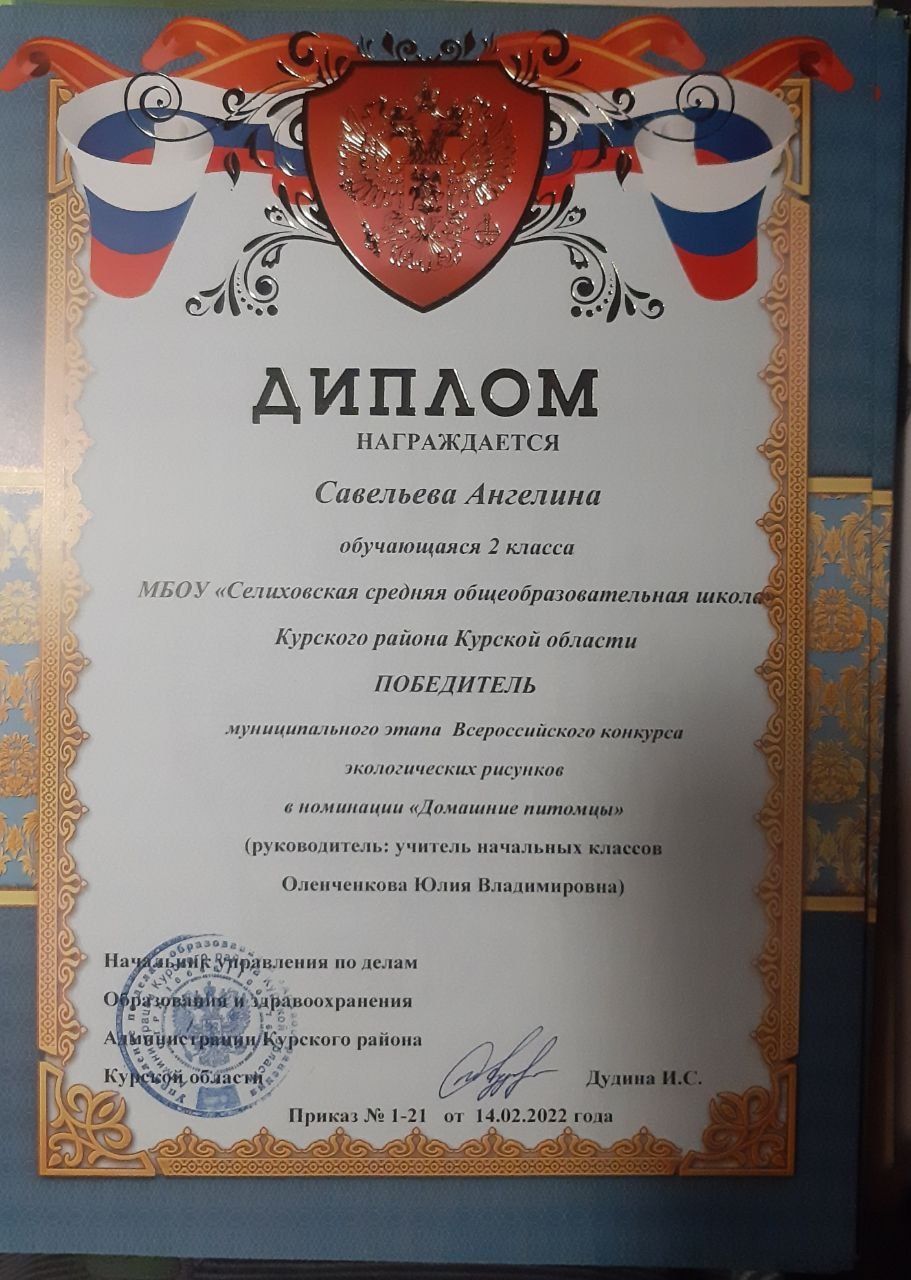 ДИПЛОМ
НАГРАЖДАЕТСЯ
Савельева Ангелина
обучающаяся 2 класса
МБОУ «Селиховская средняя общеобразовательная школа»
Курского района Курской области
ПОБЕДИТЕЛЬ
муниципального этапа Всероссийского конкурса
экологических рисунков
в номинации «Домашние питомцы»
(руководитель: учитель начальных классов
Оленченкова Юлия Владимировна)
Начальник управления по делам
Образования и здравоохранения
Администрации Курского района
Курской области Дудина И.С.
Приказ № 1-21 от 14.02.2022 года